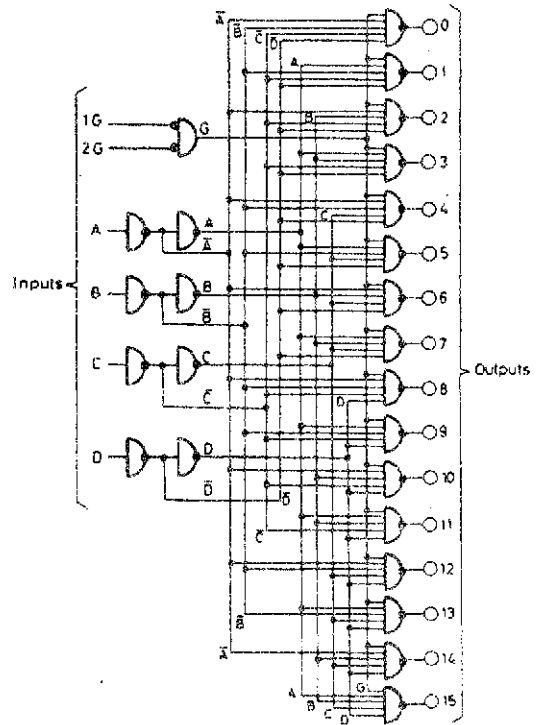 Ā
B̄
C̄
D̄
0
A
1
1G
G
B
2
2G
3
C
4
A
A
Ā
5
Inputs
B
B
B̄
6
7
C
C
C̄
D
8
Outputs
9
D
D
D̄
D̄
10
C̄
11
12
B̄
13
Ā
14
G
A
B
C
D
15